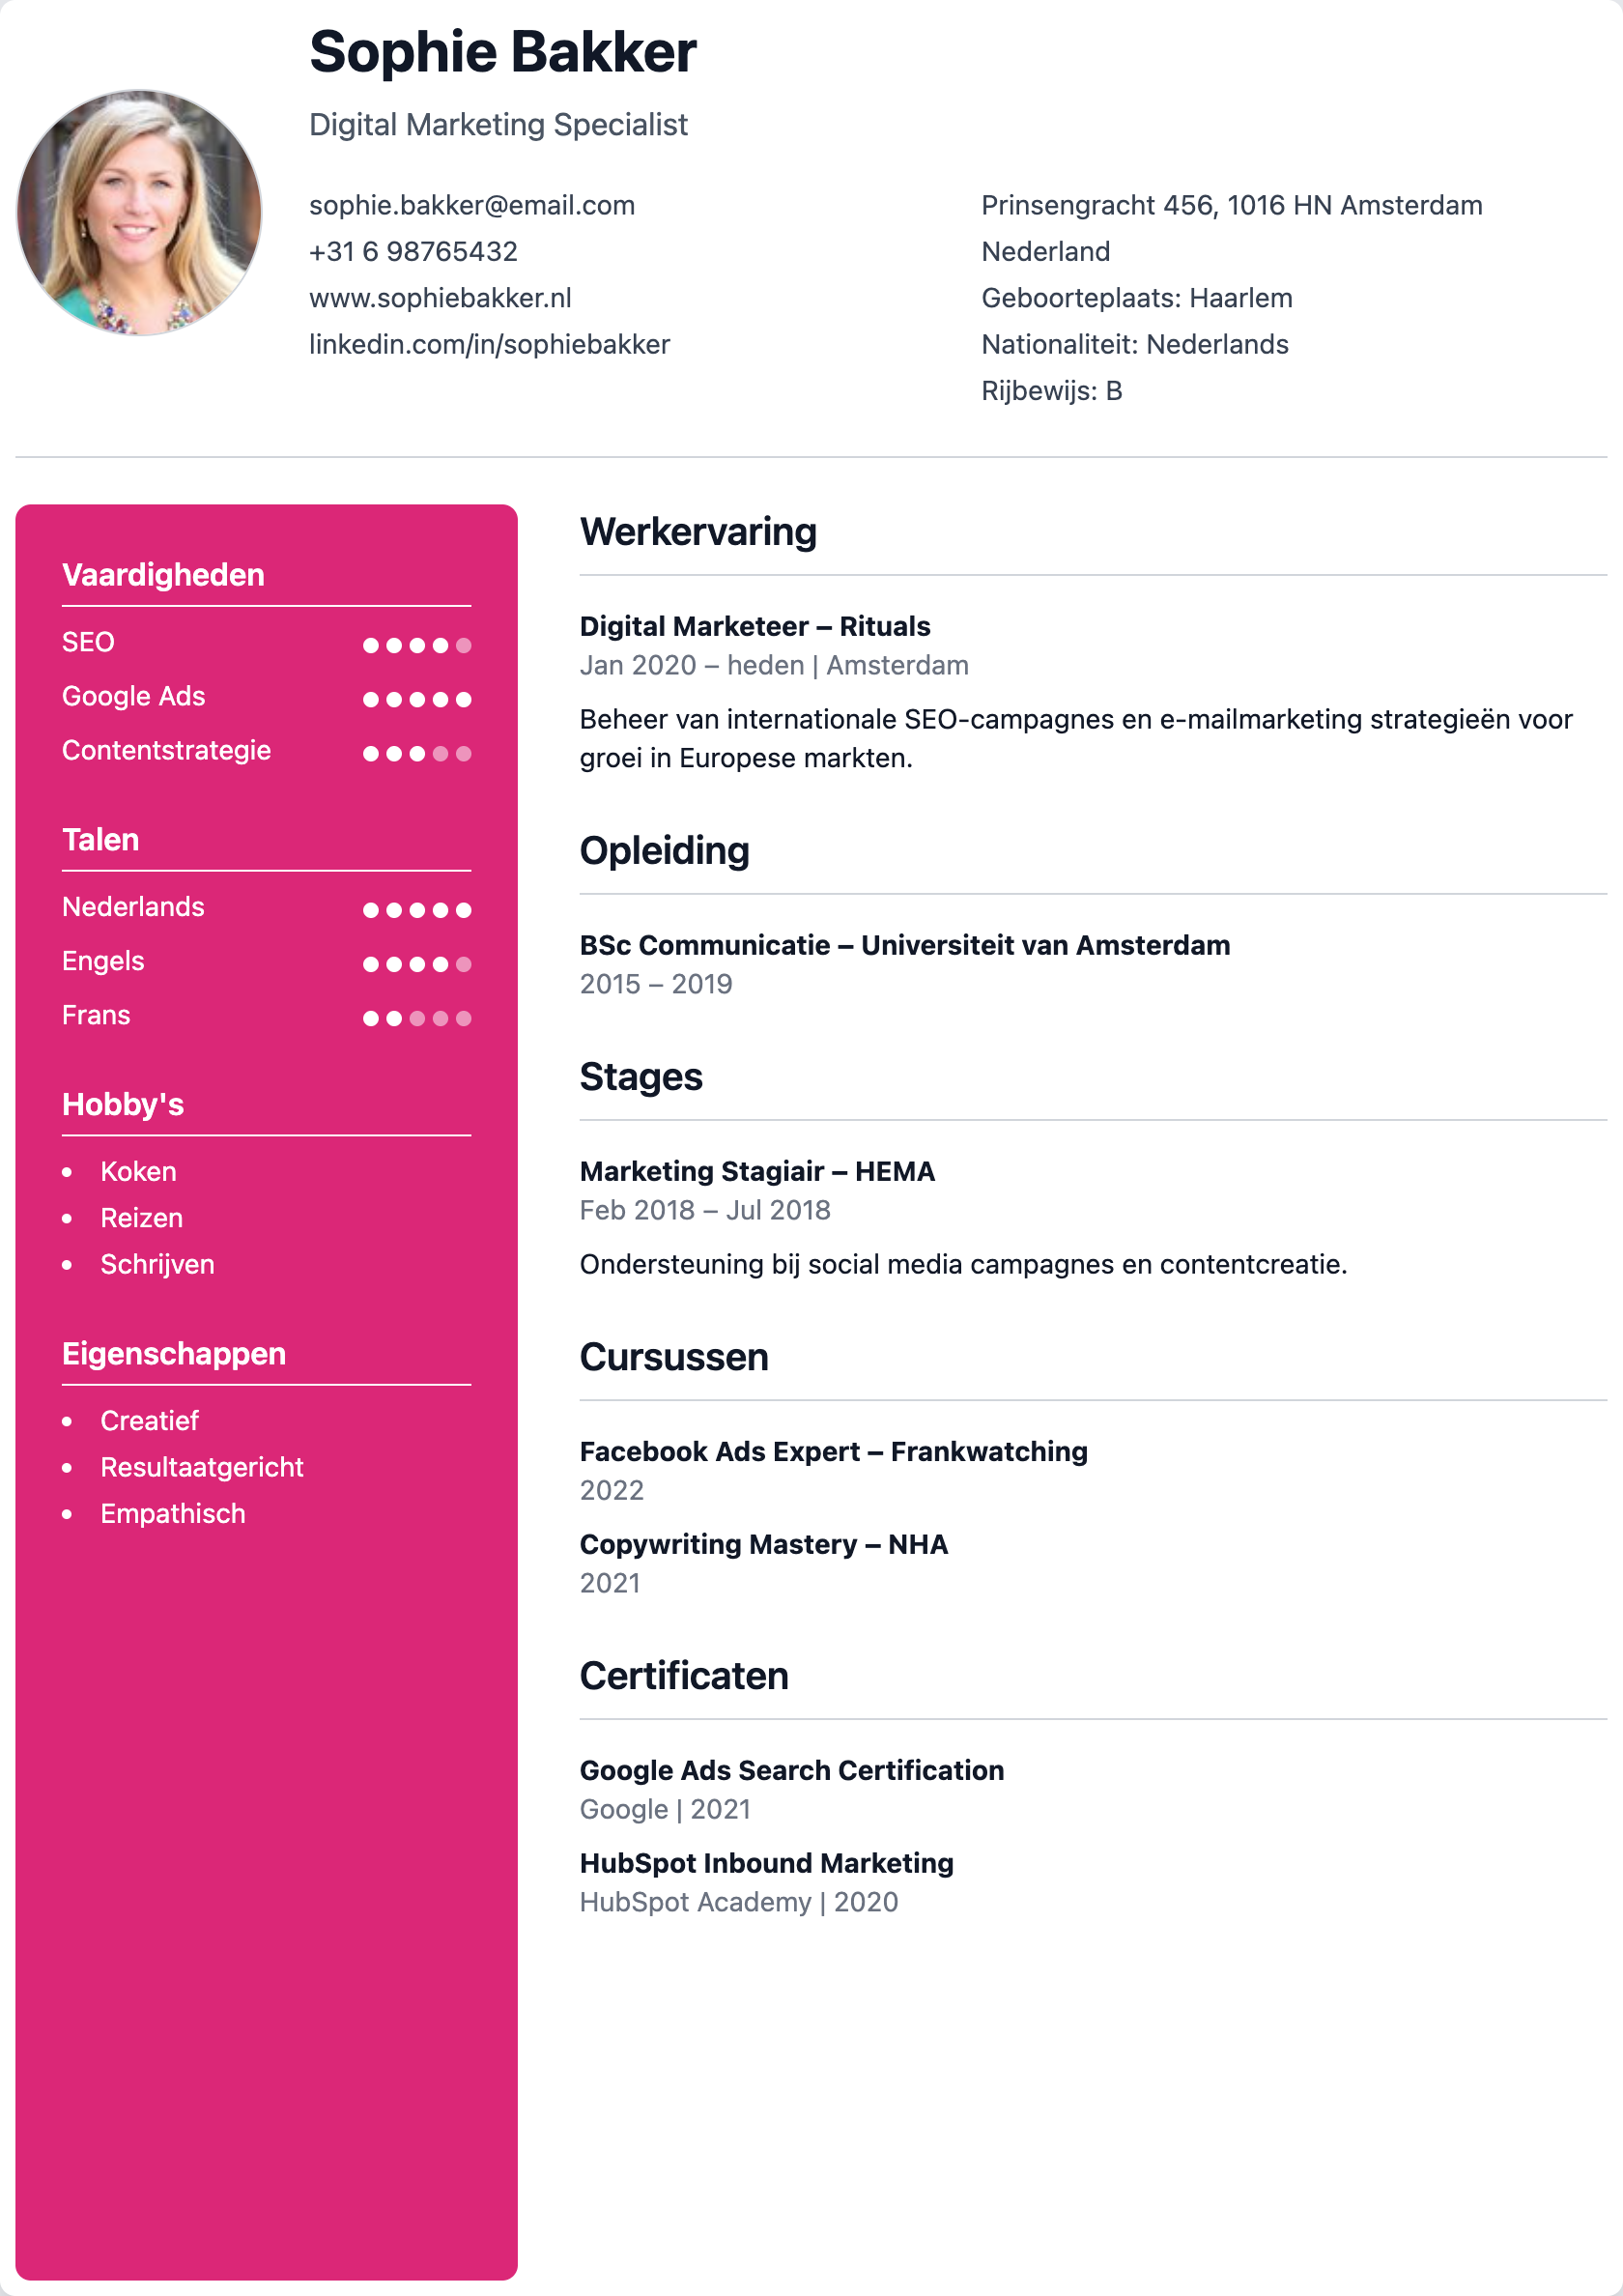 Sophie Bakker
Digital Marketing Specialist
sophie.bakker@email.com
+31 6 98765432
www.sophiebakker.nl
linkedin.com/in/sophiebakker
Prinsengracht 456, 1016 HN Amsterdam
Nederland
Geboorteplaats: Haarlem
Nationaliteit: Nederlands
Rijbewijs: B
Vaardigheden
SEO
Google Ads
Contentstrategie
Talen
Nederlands
Engels
Frans
Hobby's
• Koken
• Reizen
• Schrijven
Eigenschappen
• Creatief
• Resultaatgericht
• Empathisch
Werkervaring
Digital Marketeer – Rituals
Jan 2020 – heden | Amsterdam
Beheer van internationale SEO-campagnes en e-mailmarketing strategieën voor
groei in Europese markten.
Opleiding
BSc Communicatie – Universiteit van Amsterdam
2015 – 2019
Stages
Marketing Stagiair – HEMA
Feb 2018 – Jul 2018
Ondersteuning bij social media campagnes en contentcreatie.
Cursussen
Facebook Ads Expert – Frankwatching
2022
Copywriting Mastery – NHA
2021
Certificaten
Google Ads Search Certification
Google | 2021
HubSpot Inbound Marketing
HubSpot Academy | 2020